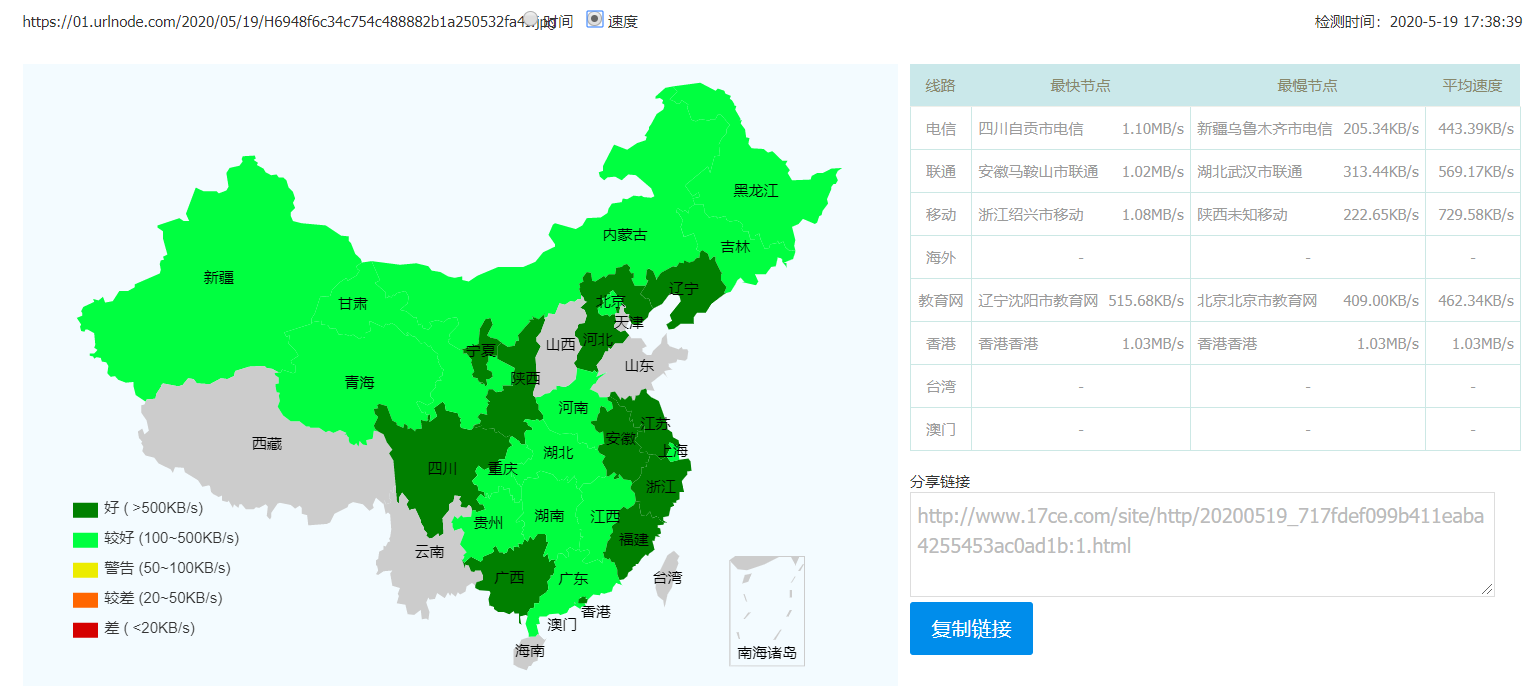 https://01.urlnode.com/2020/05/19/H6948f6c34c754c488882b1a250532fa4 .jpg
时间
速度
检测时间：2020-5-19 17:38:39
黑龙江
内蒙古
吉林
新疆
辽宁
北京
甘肃
天津
河北
山西
宁夏
山东
陕西
青海
河南
江苏
安徽
西藏
上海
湖北
四川
重庆
浙江
湖南
江西
贵州
福建
云南
广西
广东
台湾
香港
澳门
海南
南海诸岛
好 ( >500KB/s)
较好 (100~500KB/s)
警告 (50~100KB/s)
较差 (20~50KB/s)
差 ( <20KB/s)
线路 最快节点 最慢节点 平均速度
电信 四川自贡市电信 1.10MB/s 新疆乌鲁木齐市电信 205.34KB/s 443.39KB/s
联通 安徽马鞍山市联通 1.02MB/s 湖北武汉市联通 313.44KB/s 569.17KB/s
移动 浙江绍兴市移动 1.08MB/s 陕西未知移动 222.65KB/s 729.58KB/s
海外 - - -
教育网 辽宁沈阳市教育网 515.68KB/s 北京北京市教育网 409.00KB/s 462.34KB/s
香港 香港香港 1.03MB/s 香港香港 1.03MB/s 1.03MB/s
台湾 - - -
澳门 - - -
分享链接
http://www.17ce.com/site/http/20200519_717fdef099b411eaba
4255453ac0ad1b:1.html
复制链接